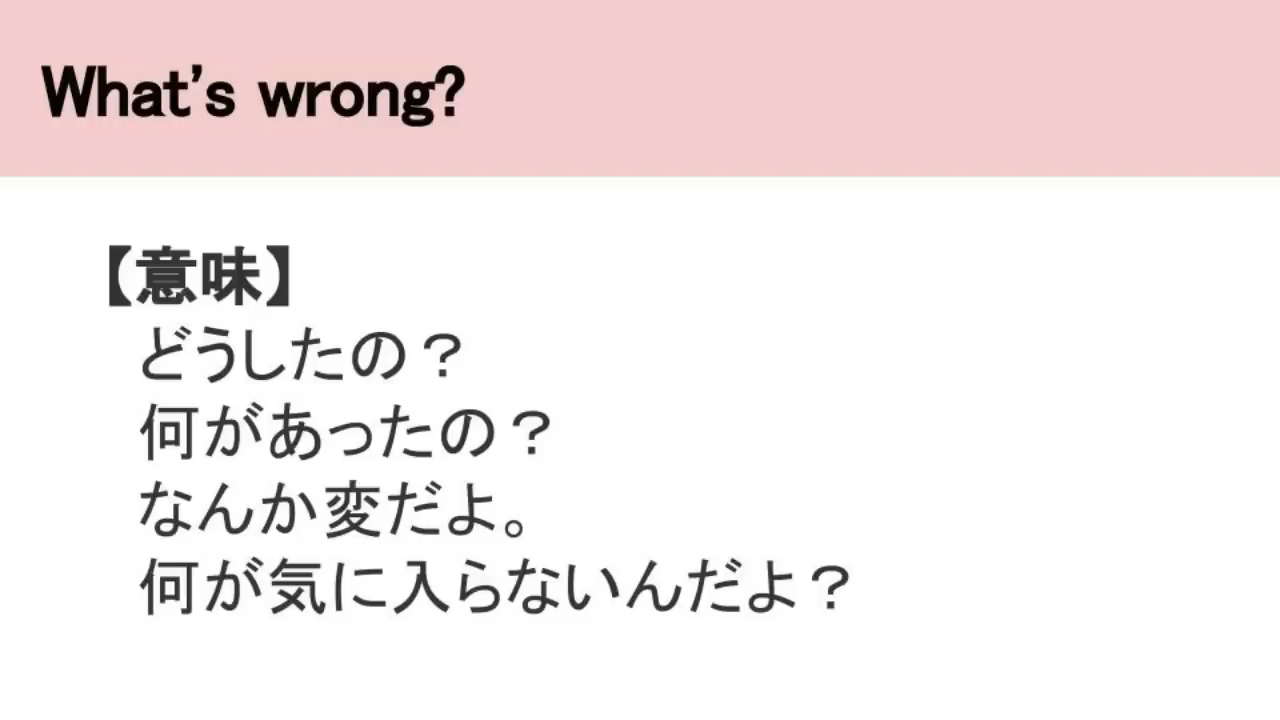 What's wrong?
【意味】
どうしたの？
何があったの？
なんか変だよ。
何が気に入らないんだよ？